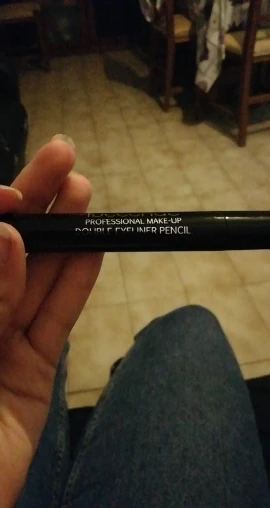 PROFESSIONAL MAKE-UP
DOUBLE EYELINER PENCIL